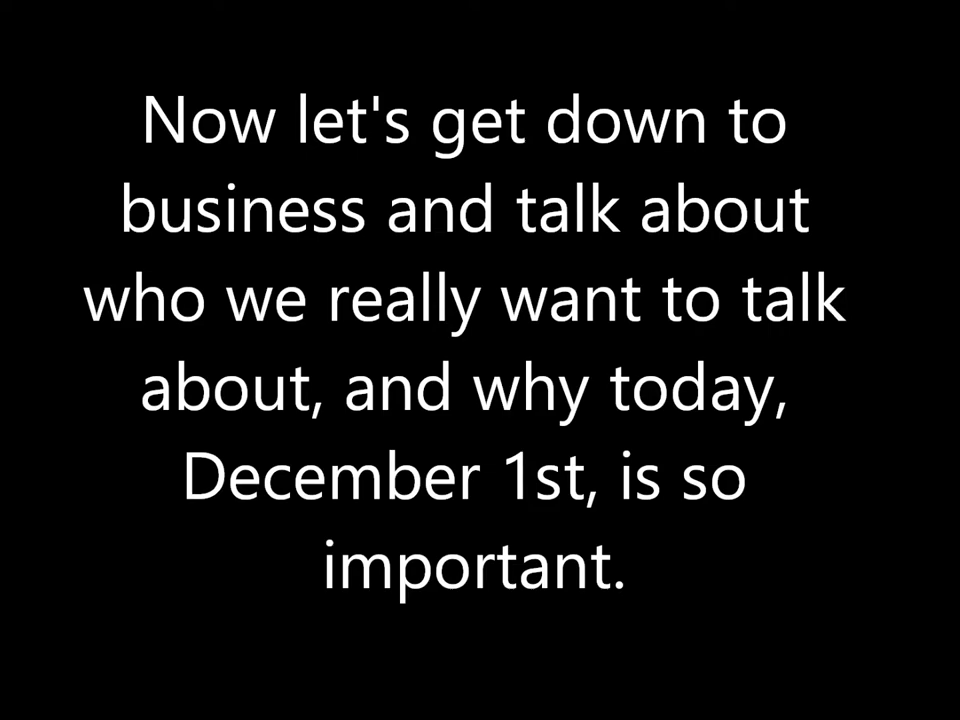 Now let's get down to
business and talk about
who we really want to talk
about, and why today,
December 1st, is so
important.